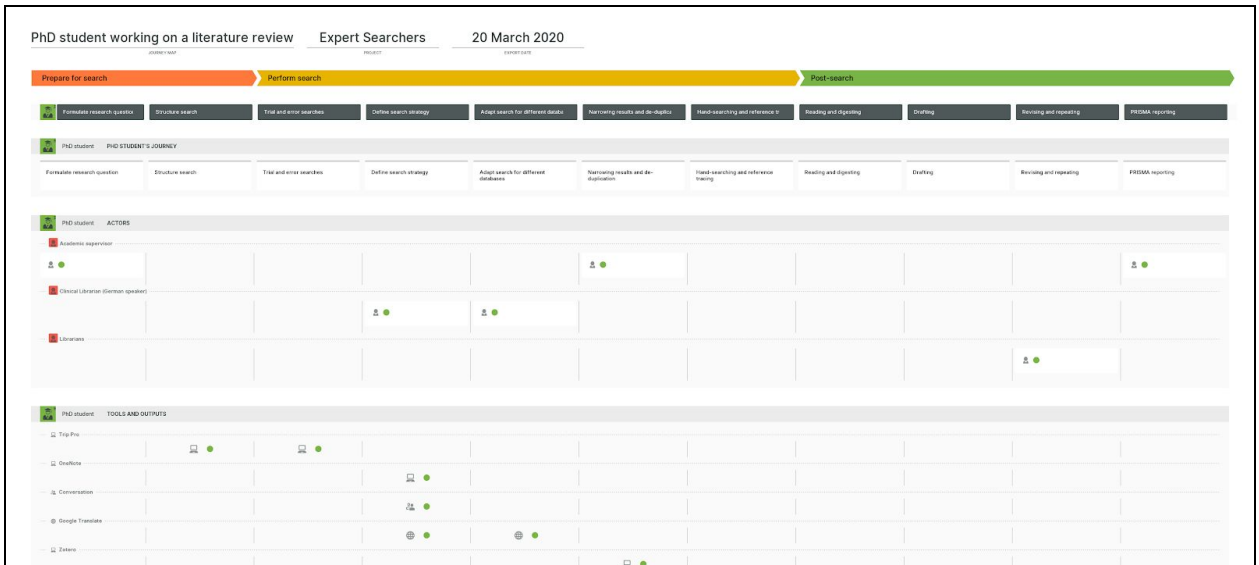 PhD student working on a literature review Expert Searchers 20 March 2020
JOURNEY MAP PROJECT EXPORT DATE
Prepare for search Perform search Post-search
Formulate research questior Structure search Trial and error searches Define search strategy Adapt search for different databa Narrowing results and de-duplica Hand-searching and reference tr Reading and digesting Drafting Revising and repeating PRISMA reporting
PhD student PHD STUDENT'S JOURNEY
Formulate research question Structure search Trial and error searches Define search strategy Adapt search for different Narrowing results and de- Hand-searching and reference Reading and digesting Drafting Revising and repeating PRISMA reporting
databases duplication tracing
PhD student ACTORS
Academic supervisor
Clinical Librarian (German speaker)
Librarians
PhD student TOOLS AND OUTPUTS
Trip Pro
OneNote
Conversation
Google Translate
Zotero